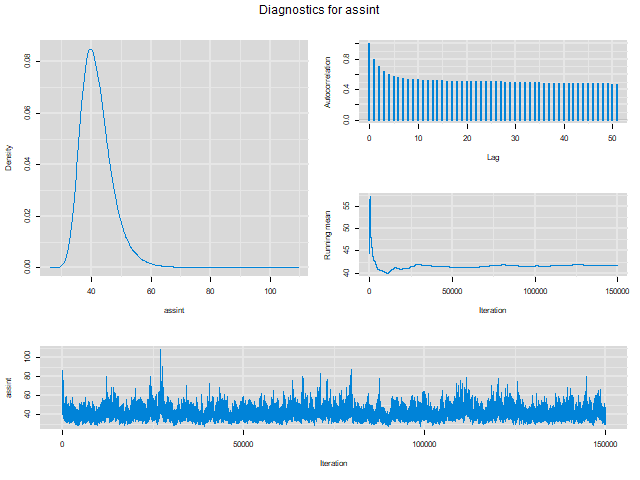 Diagnostics for assint
Density
0.00 0.02 0.04 0.06 0.08
40 60 80 100
assint
Autocorrelation
0.0 0.4 0.8
0 10 20 30 40 50
Lag
Running mean
40 45 50 55
0 50000 100000 150000
Iteration
assint
40 60 80 100
0 50000 100000 150000
Iteration